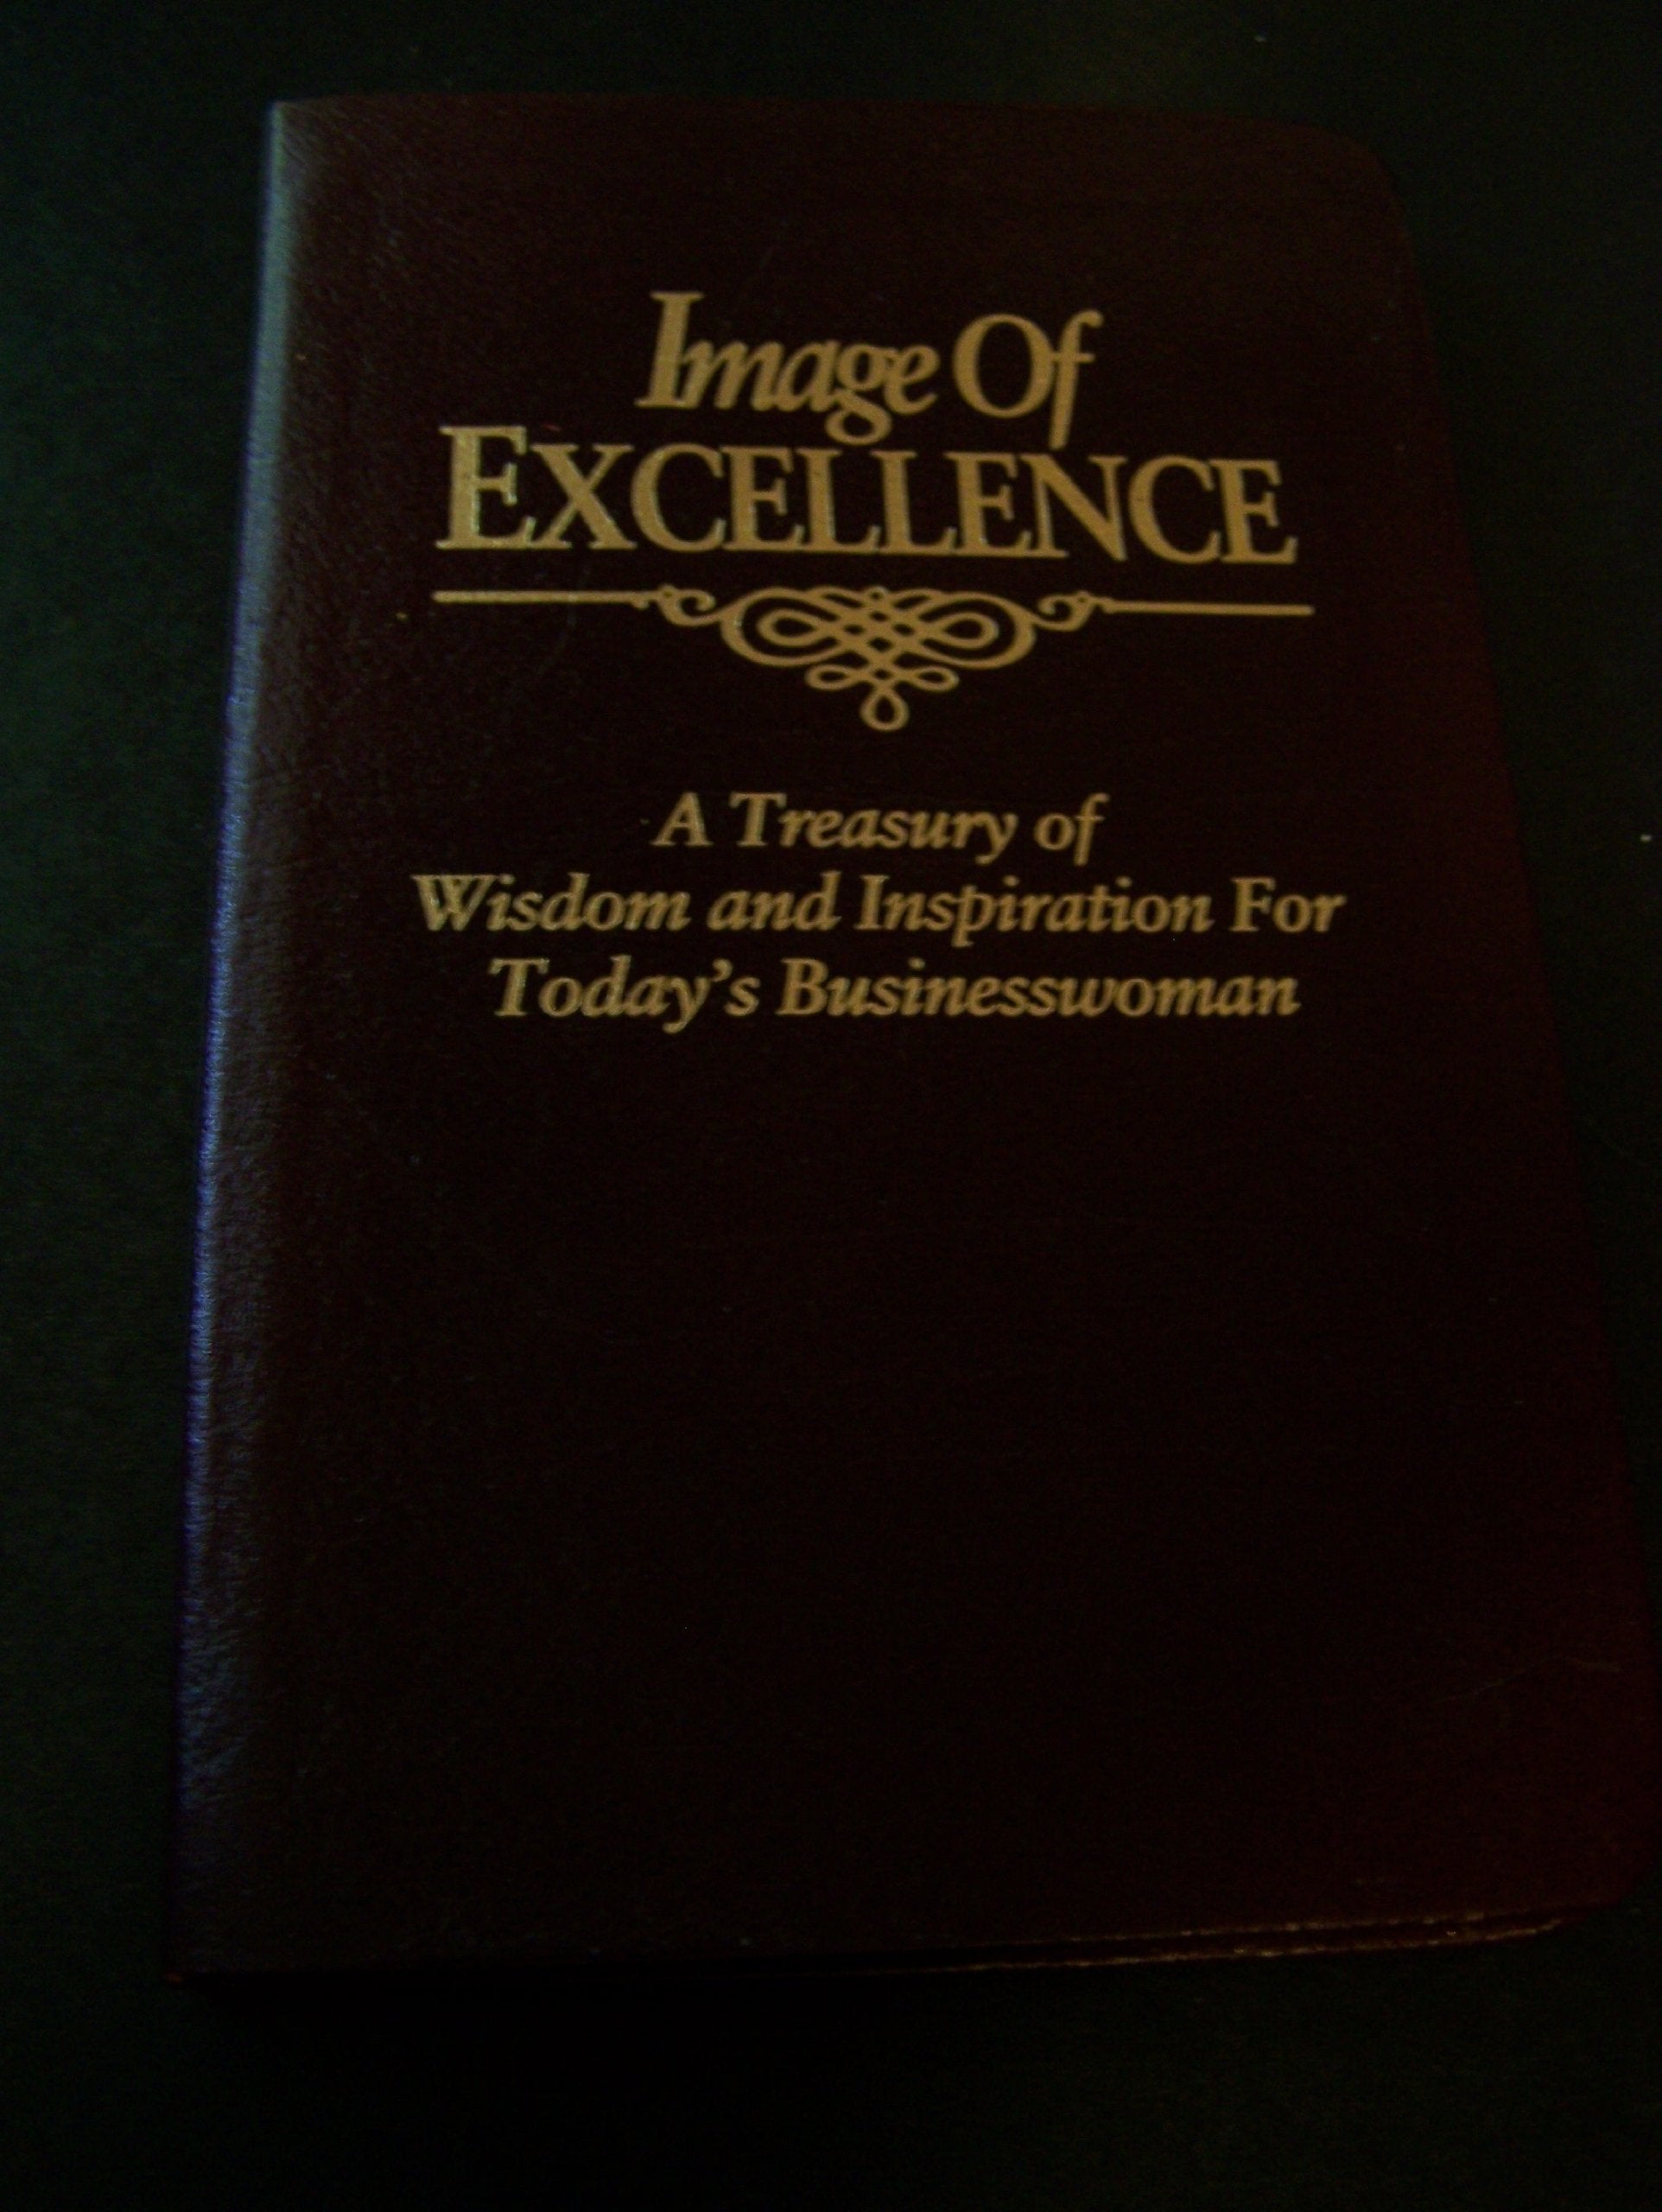 Image Of
EXCELLENCE
A Treasury of
Wisdom and Inspiration For
Today's Businesswoman